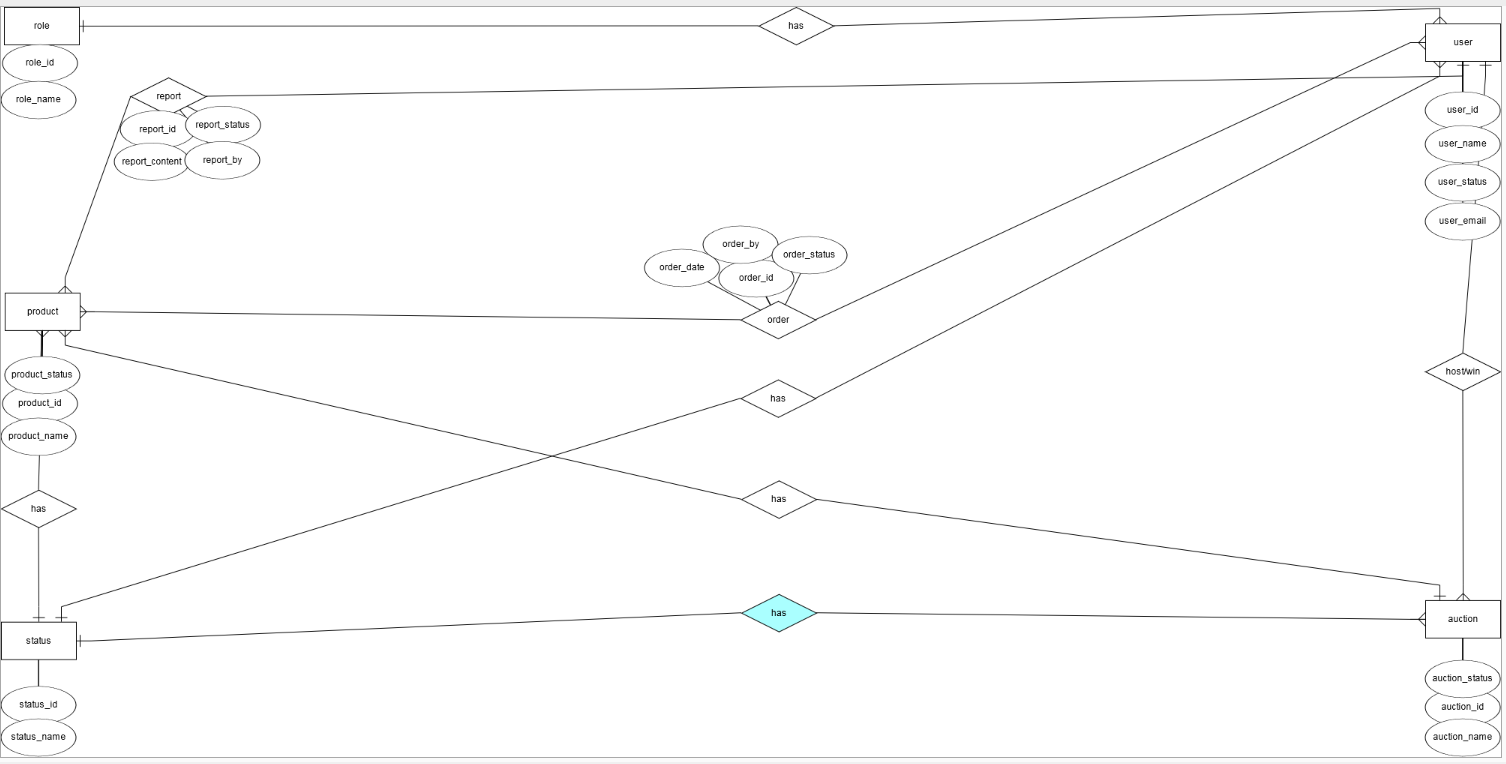 role
has
user
role_id
role_name
report
report_id
report_status
report_content
report_by
user_id
user_name
user_status
user_email
order_by
order_status
order_date
order_id
product
order
product_status
product_id
product_name
has
host/win
has
has
has
status
auction
status_id
status_name
auction_status
auction_id
auction_name